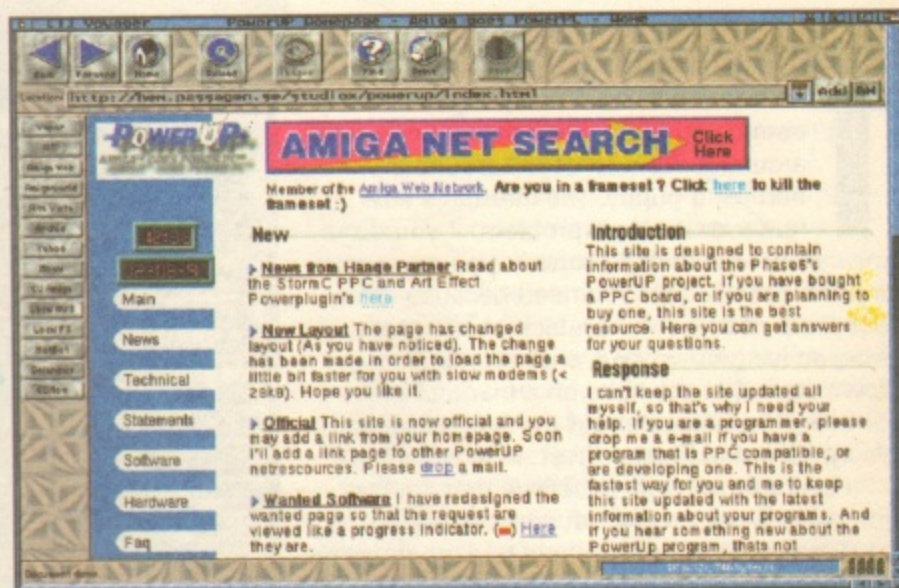 Voyager PowerUP Homepage - Amiga goes PowerPC - Home
Forward Home Reload Find Print
Location http://hem.passagen.se/studiox/powerup/index.html Add
POWER UP
AMIGA NET SEARCH Click Here
Member of the Amiga Web Network. Are you in a frameset ? Click here to kill the
frameset :)
Main
News
Technical
Statements
Software
Hardware
Faq
New
News from Haage Partner Read about
the StormC PPC and Art Effect
Powerplugin's here
New Layout The page has changed
layout (As you have noticed). The change
has been made in order to load the page a
little bit faster for you with slow modems (<
28k8). Hope you like it.
Official This site is now official and you
may add a link from your homepage. Soon
I'll add a link page to other PowerUP
netrescources. Please drop a mail.
Wanted Software I have redesigned the
wanted page so that the request are
viewed like a progress indicator. ( ) Here
they are.
Introduction
This site is designed to contain
information about the Phase5's
PowerUP project. If you have bought
a PPC board, or if you are planning to
buy one, this site is the best
resource. Here you can get answers
for your questions.
Response
I can't keep the site updated all
myself, so that's why I need your
help. If you are a programmer, please
drop me a e-mail if you have a
program that is PPC compatible, or
are developing one. This is the
fastest way for you and me to keep
this site updated with the latest
information about your programs. And
if you hear something new about the
PowerUp program, thats not